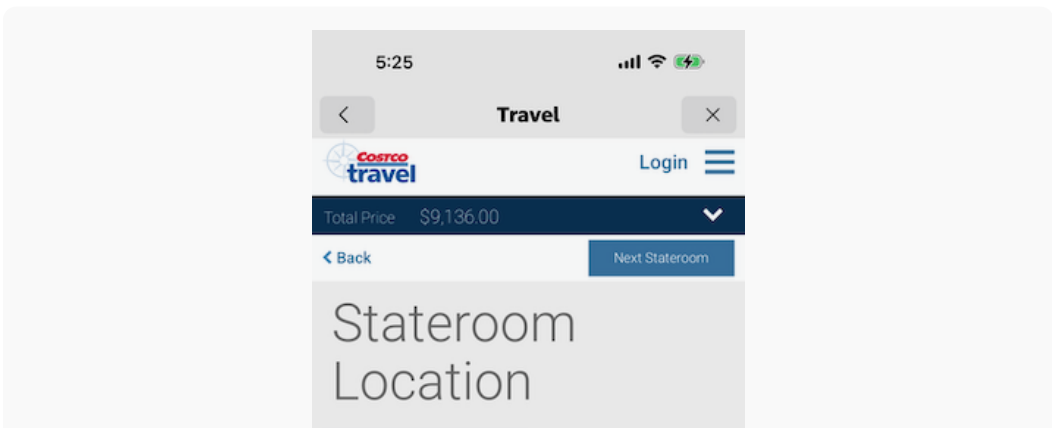 5:25
Travel
COSTCO
travel
Login
Total Price $9,136.00
Back
Next Stateroom
Stateroom
Location